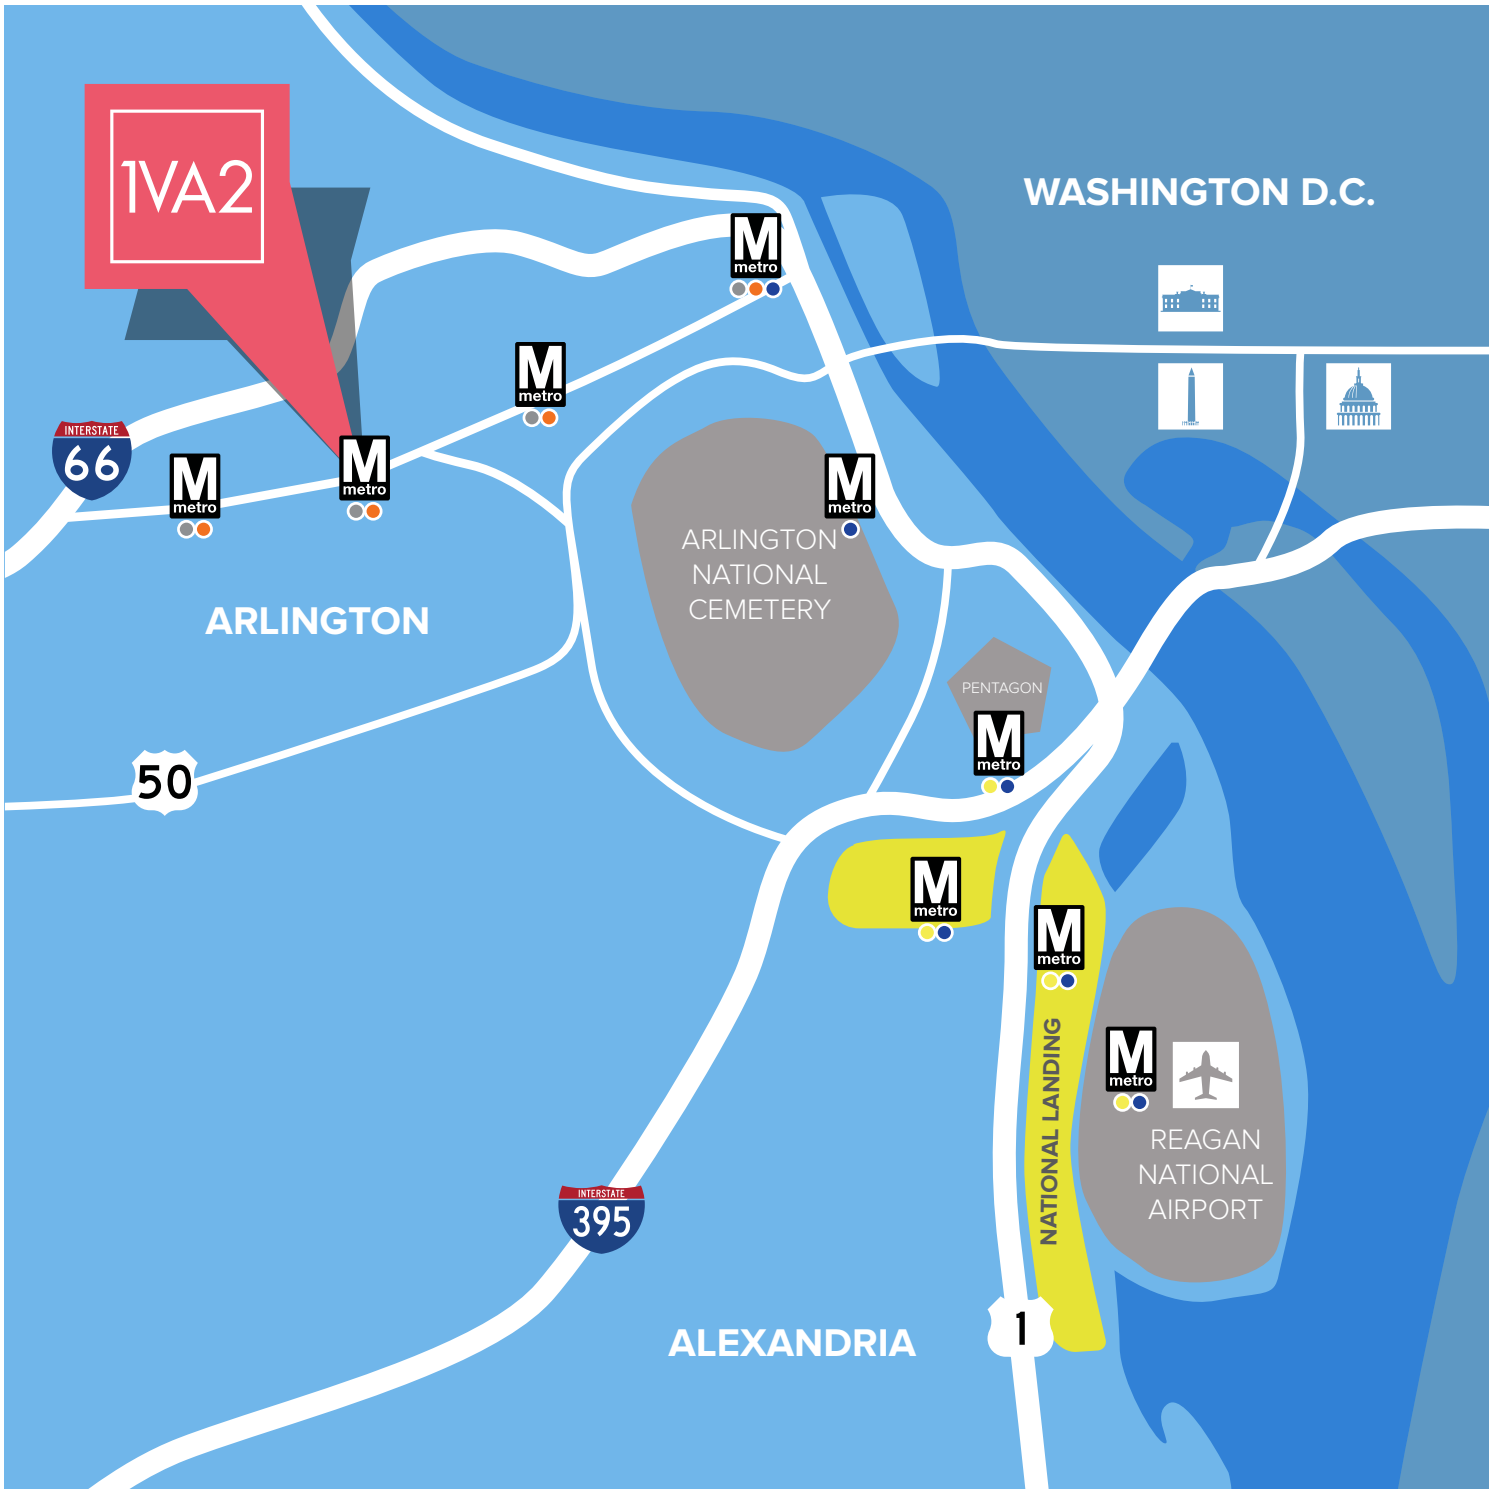 1VA2
WASHINGTON D.C.
M
metro
M
metro
INTERSTATE
66
M
metro
M
metro
M
metro
ARLINGTON
NATIONAL
CEMETERY
ARLINGTON
PENTAGON
M
metro
50
M
metro
M
metro
NATIONAL LANDING
M
metro
REAGAN
NATIONAL
AIRPORT
INTERSTATE
395
1
ALEXANDRIA